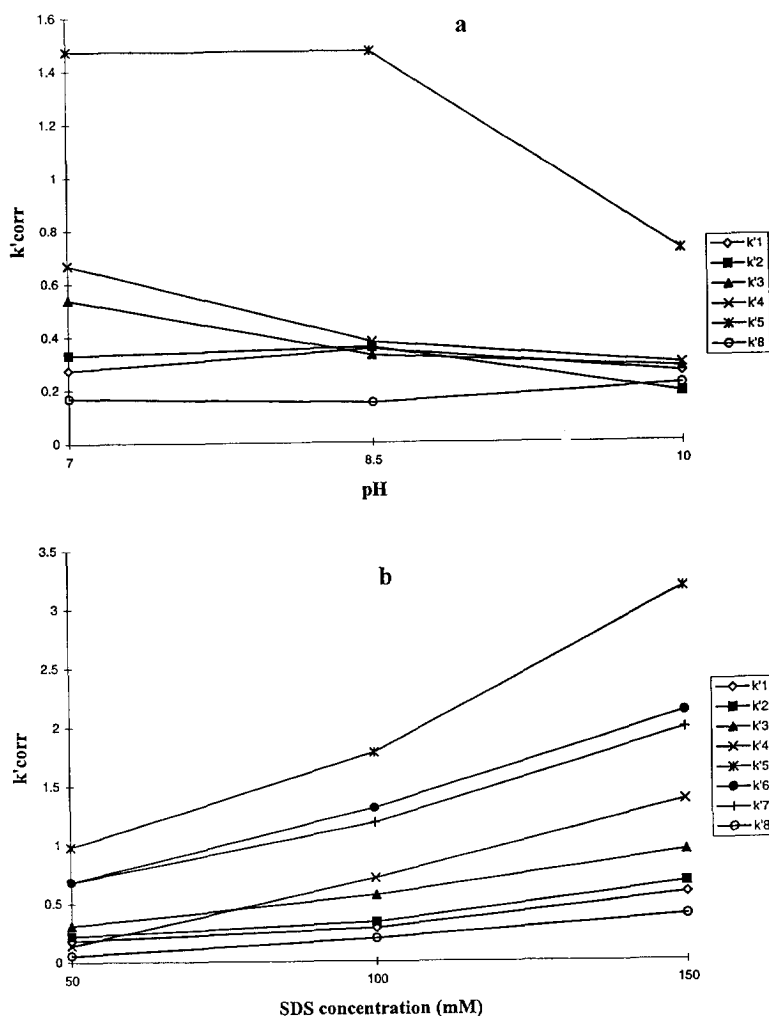 a
1.6
1.4
1.2
1
0.8
0.6
0.4
0.2
0
k'corr
7
8.5
10
pH
k'1
k'2
k'3
k'4
k'5
k'8
b
3.5
3
2.5
2
1.5
1
0.5
0
k'corr
50
100
150
SDS concentration (mM)
k'1
k'2
k'3
k'4
k'5
k'6
k'7
k'8